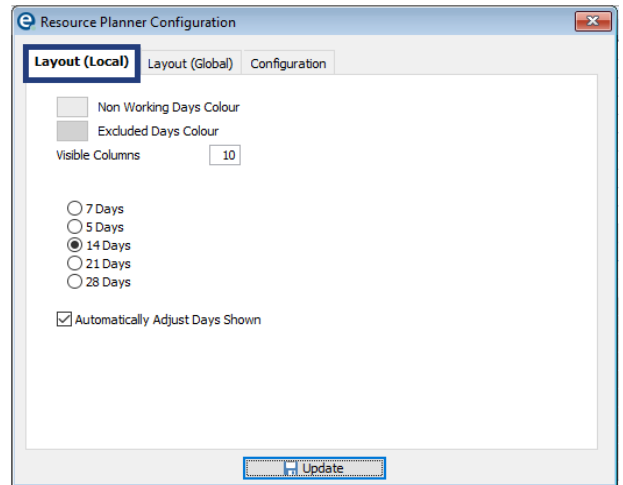 Resource Planner Configuration
Layout (Local) Layout (Global) Configuration
Non Working Days Colour
Excluded Days Colour
Visible Columns 10
7 Days
5 Days
14 Days
21 Days
28 Days
Automatically Adjust Days Shown
Update